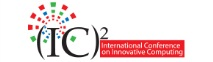 (IC)²
International Conference
on Innovative Computing